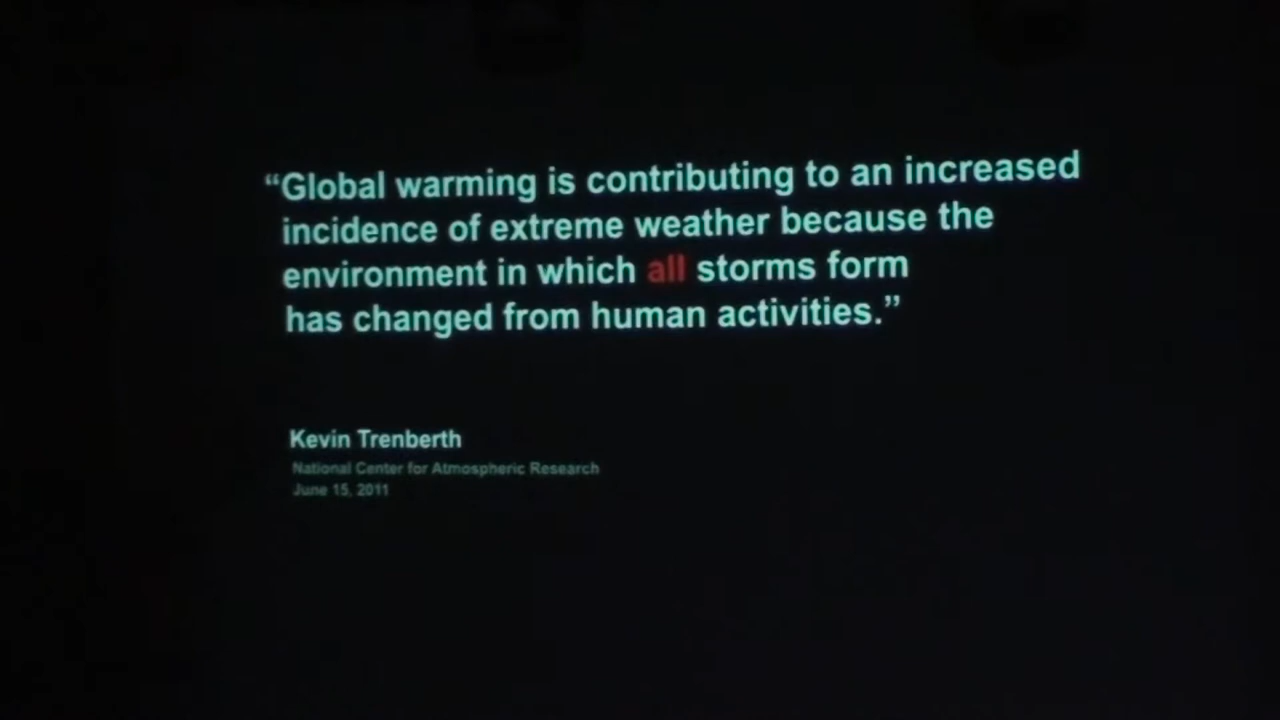 “Global warming is contributing to an increased
incidence of extreme weather because the
environment in which all storms form
has changed from human activities.”
Kevin Trenberth
National Center for Atmospheric Research
June 15, 2011